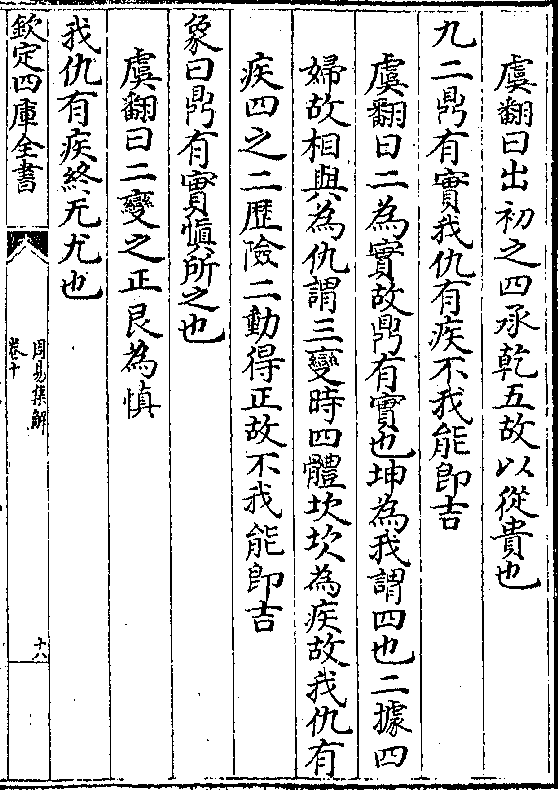 虞翻曰出初之四承乾五故以從貴也
九二鼎有實我仇有疾不我能即吉
虞翻曰二為實故鼎有實也坤為我謂四也二據四
婦故相與為仇謂三變時四體坎坎為疾故我仇有
疾四之二歴險二動得正故不我能即吉
象曰鼎有實慎所之也
虞翻曰二變之正艮為慎
我仇有疾終无尤也
欽定四庫全書
周易集解
卷十
十八